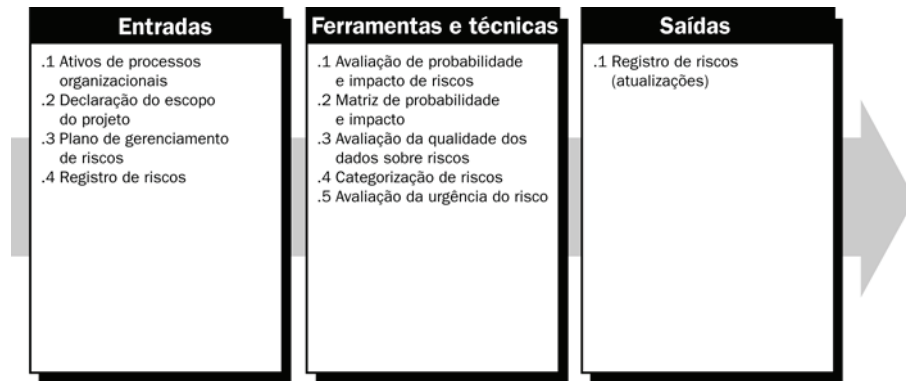 Entradas
.1 Ativos de processos
organizacionais
.2 Declaração do escopo
do projeto
.3 Plano de gerenciamento
de riscos
.4 Registro de riscos
Ferramentas e técnicas
.1 Avaliação de probabilidade
e impacto de riscos
.2 Matriz de probabilidade
e impacto
.3 Avaliação da qualidade dos
dados sobre riscos
.4 Categorização de riscos
.5 Avaliação da urgência do risco
Saídas
.1 Registro de riscos
(atualizações)